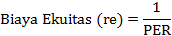 Biaya Ekuitas (re) = 1/PER